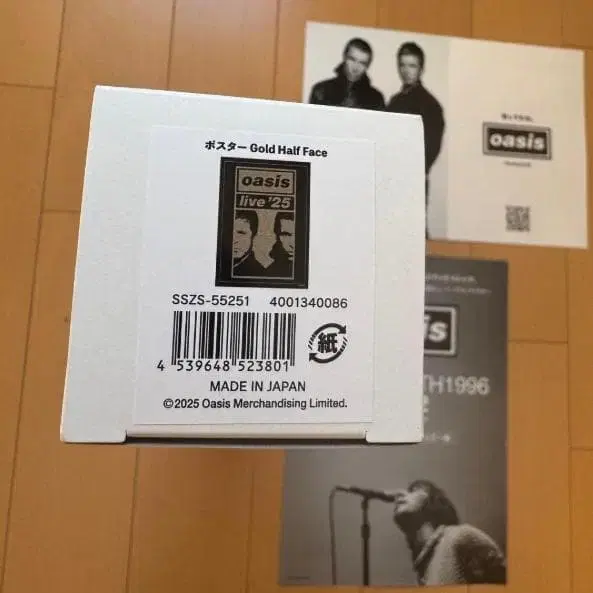 ポスター Gold Half Face
oasis
live '25
SSZS-55251 4001340086
4 539648 523801
紙
MADE IN JAPAN
©2025 Oasis Merchandising Limited.
oasis
is
TH1996